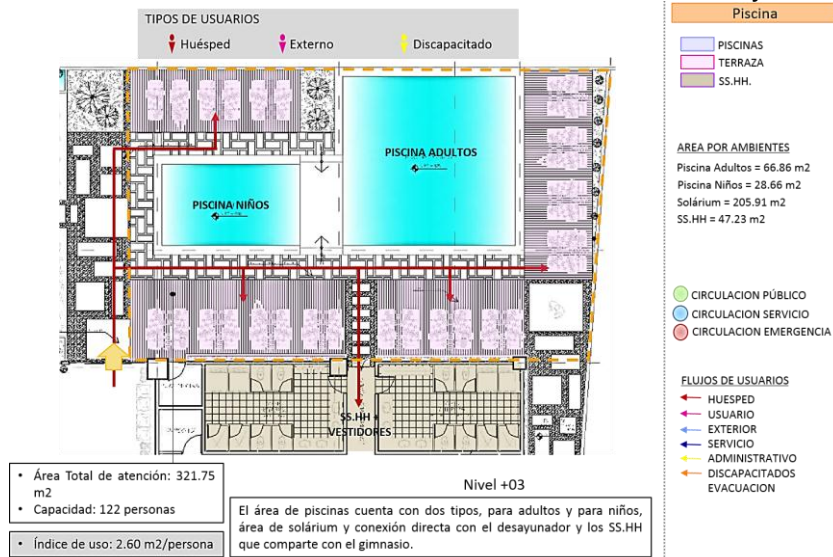 TIPOS DE USUARIOS
Huésped Externo Discapacitado
PISCINA ADULTOS
PISCINA NIÑOS
SS.HH +
VESTIDORES
• Área Total de atención: 321.75
m2
• Capacidad: 122 personas
• Índice de uso: 2.60 m2/persona
Nivel +03
El área de piscinas cuenta con dos tipos, para adultos y para niños,
área de solárium y conexión directa con el desayunador y los SS.HH
que comparte con el gimnasio.
Piscina
PISCINAS
TERRAZA
SS.HH.
AREA POR AMBIENTES
Piscina Adultos = 66.86 m2
Piscina Niños = 28.66 m2
Solárium = 205.91 m2
SS.HH = 47.23 m2
CIRCULACION PÚBLICO
CIRCULACION SERVICIO
CIRCULACION EMERGENCIA
FLUJOS DE USUARIOS
HUESPED
USUARIO
EXTERIOR
SERVICIO
ADMINISTRATIVO
DISCAPACITADOS
EVACUACION